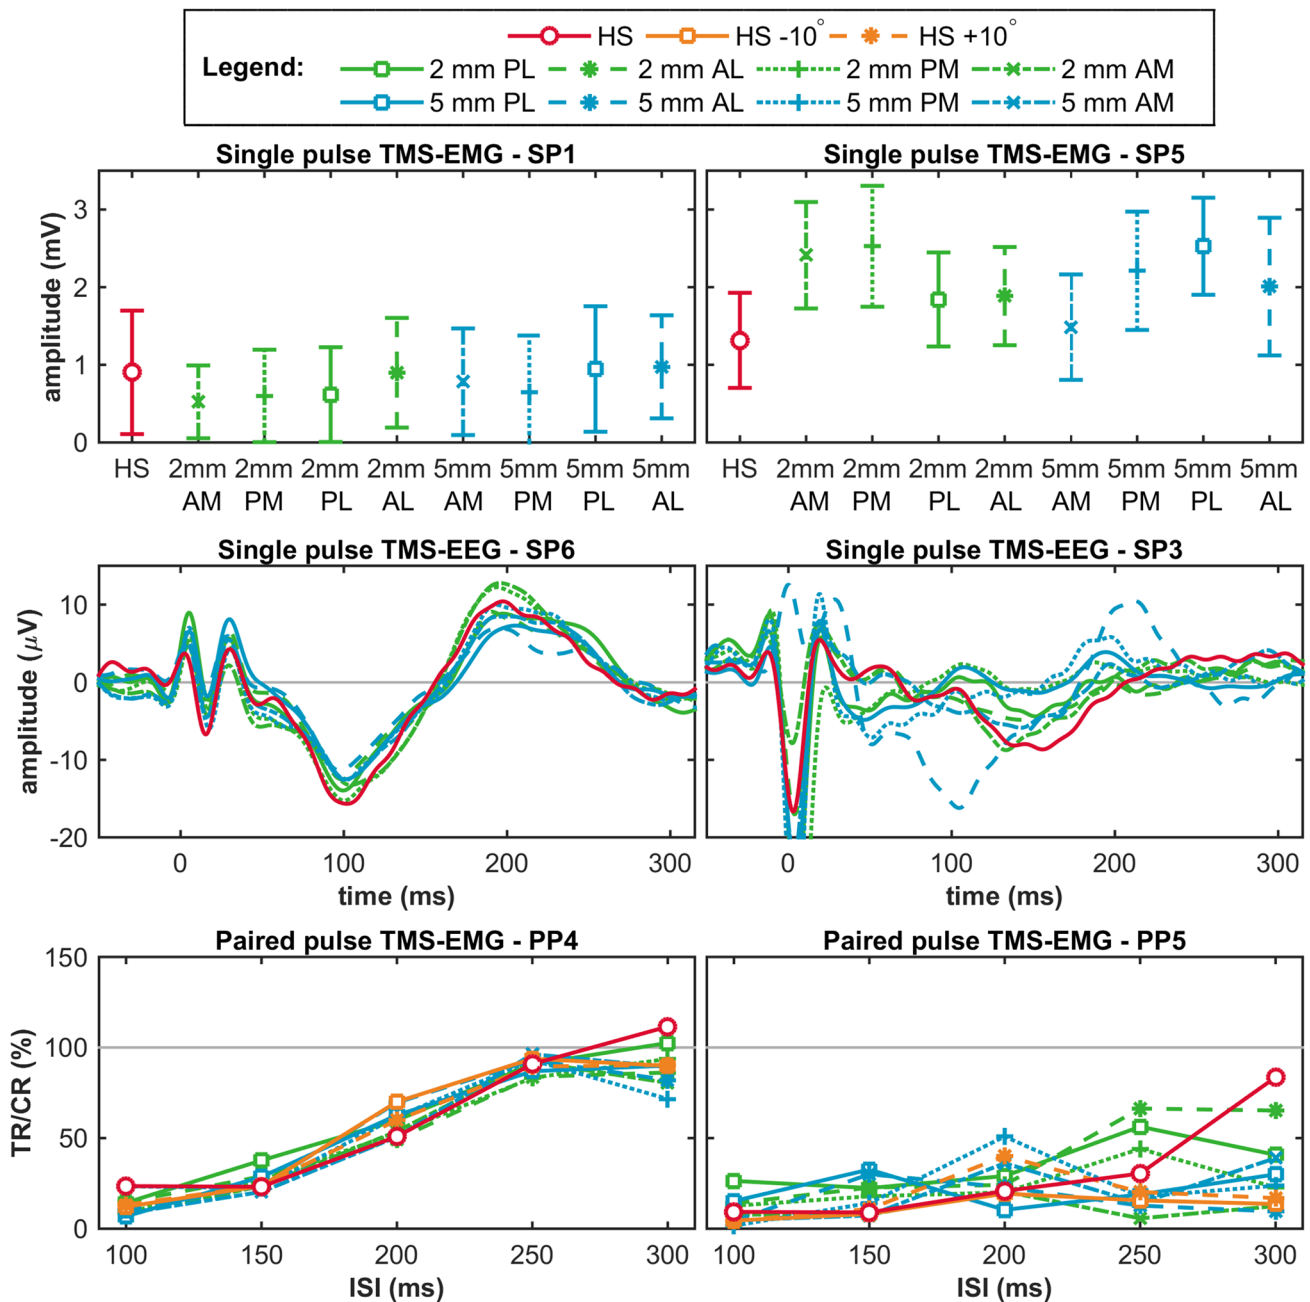 HS HS -10° HS +10°
Legend: 2 mm PL 2 mm AL 2 mm PM 2 mm AM
5 mm PL 5 mm AL 5 mm PM 5 mm AM
Single pulse TMS-EMG - SP1
amplitude (mV)
3
2
1
0
HS 2mm 2mm 2mm 2mm 5mm 5mm 5mm 5mm
AM PM PL AL AM PM PL AL
Single pulse TMS-EMG - SP5
HS 2mm 2mm 2mm 2mm 5mm 5mm 5mm 5mm
AM PM PL AL AM PM PL AL
Single pulse TMS-EEG - SP6
amplitude (μV)
10
0
-10
-20
0 100 200 300
time (ms)
Single pulse TMS-EEG - SP3
0 100 200 300
time (ms)
Paired pulse TMS-EMG - PP4
TR/CR (%)
150
100
50
0
100 150 200 250 300
ISI (ms)
Paired pulse TMS-EMG - PP5
100 150 200 250 300
ISI (ms)